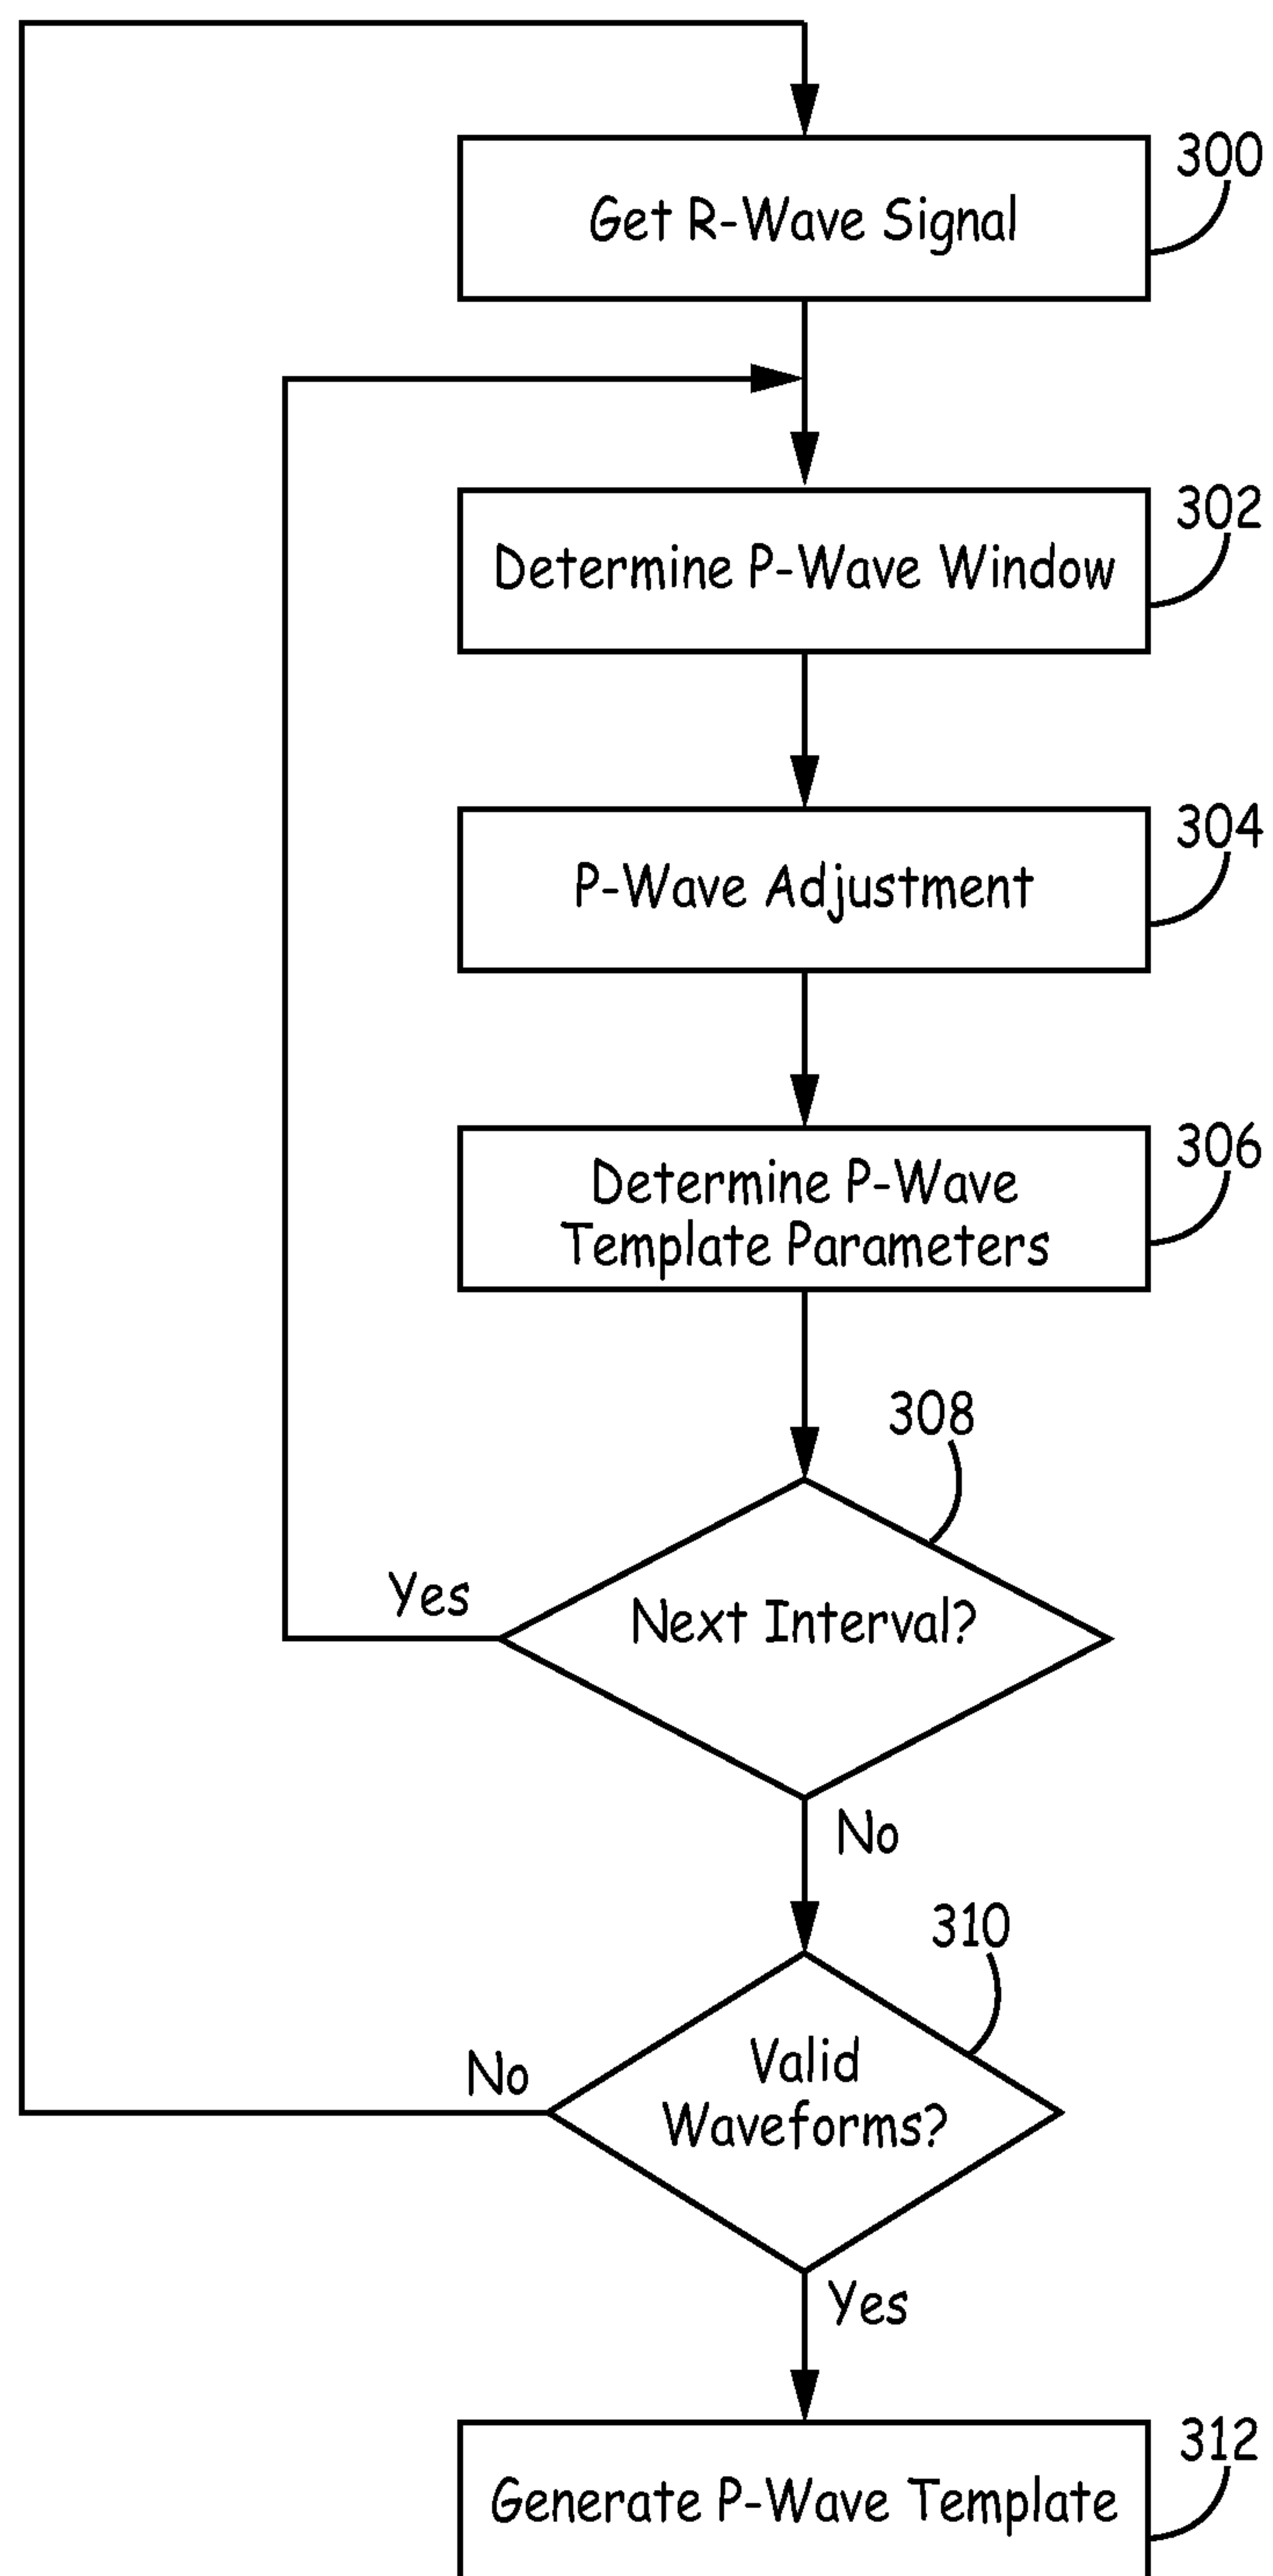 300
Get R-Wave Signal
302
Determine P-Wave Window
304
P-Wave Adjustment
306
Determine P-Wave
Template Parameters
308
Yes
Next Interval?
No
310
No
Valid
Waveforms?
Yes
312
Generate P-Wave Template